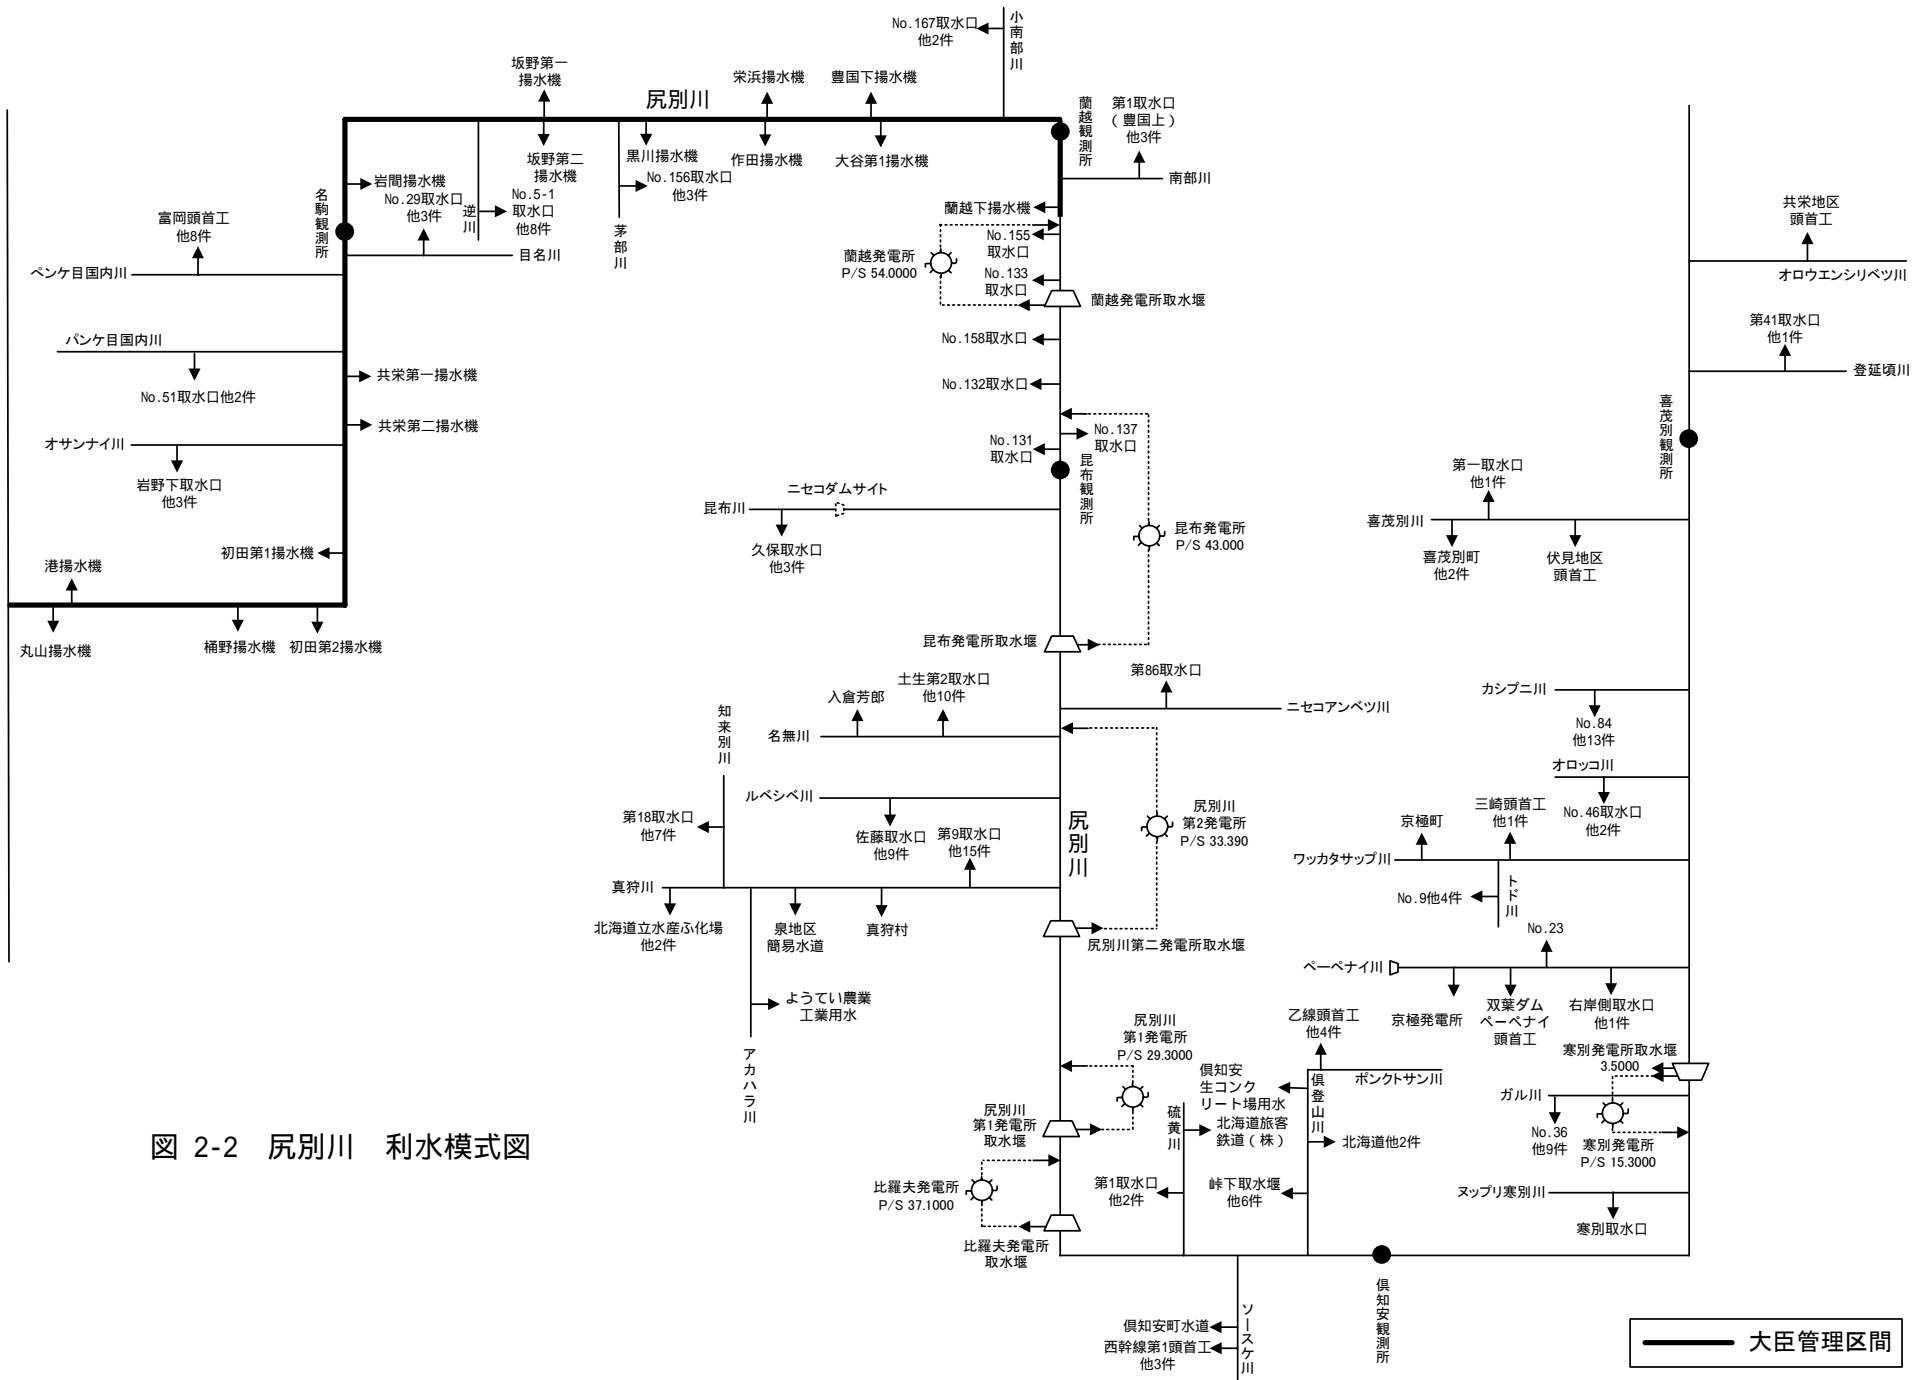 No.167取水口
他2件
小南部川
坂野第一
揚水機
尻別川
栄浜揚水機
豊国下揚水機
蘭越観測所
第1取水口
(豊国上)
他3件
岩間揚水機
No.29取水口
他3件
逆川
坂野第二
揚水機
No.5-1
取水口
他8件
黒川揚水機
No.156取水口
他3件
茅部川
作田揚水機
大谷第1揚水機
南部川
名駒観測所
富岡頭首工
他8件
ペンケ目国内川
目名川
蘭越下揚水機
No.155
取水口
蘭越発電所
P/S 54.0000
No.133
取水口
蘭越発電所取水堰
共栄地区
頭首工
オロウエンシリベツ川
パンケ目国内川
No.51取水口他2件
共栄第一揚水機
No.158取水口
No.132取水口
第41取水口
他1件
登延頃川
オサンナイ川
共栄第二揚水機
岩野下取水口
他3件
No.131
取水口
No.137
取水口
昆布観測所
喜茂別観測所
昆布川
ニセコダムサイト
久保取水口
他3件
昆布発電所
P/S 43.000
第一取水口
他1件
喜茂別川
喜茂別町
他2件
伏見地区
頭首工
初田第1揚水機
港揚水機
丸山揚水機
桶野揚水機
初田第2揚水機
昆布発電所取水堰
第86取水口
ニセコアンベツ川
入倉芳郎
土生第2取水口
他10件
名無川
知来別川
カシプニ川
No.84
他13件
オロッコ川
No.46取水口
他2件
ルベシベ川
佐藤取水口
他9件
第18取水口
他7件
第9取水口
他15件
尻別川
尻別川
第2発電所
P/S 33.390
京極町
三崎頭首工
他1件
ワッカタサップ川
No.9他4件
トドド川
真狩川
北海道立水産ふ化場
他2件
泉地区
簡易水道
真狩村
尻別川第二発電所取水堰
No.23
ペーペナイ川
京極発電所
双葉ダム
ペーペナイ
頭首工
右岸側取水口
他1件
ようてい農業
工業用水
アカハラ川
尻別川
第1発電所
P/S 29.3000
乙線頭首工
他4件
寒別発電所取水堰
3.5000
倶知安
生コンク
リート場用水
倶登山川
ポンクトサン川
ガル川
尻別川
第1発電所
取水堰
硫黄川
北海道旅客
鉄道(株)
北海道他2件
No.36
他9件
寒別発電所
P/S 15.3000
図 2-2 尻別川 利水模式図
比羅夫発電所
P/S 37.1000
第1取水口
他2件
峠下取水堰
他6件
ヌップリ寒別川
寒別取水口
比羅夫発電所
取水堰
倶知安観測所
倶知安町水道
西幹線第1頭首工
他3件
ソースケ川
大臣管理区間